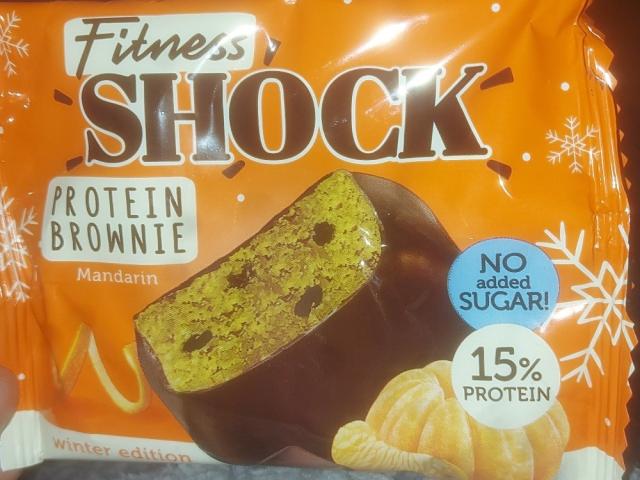 Fitness
SHOCK
PROTEIN
BROWNIE
Mandarin
NO
added
SUGAR!
15%
PROTEIN
winter edition